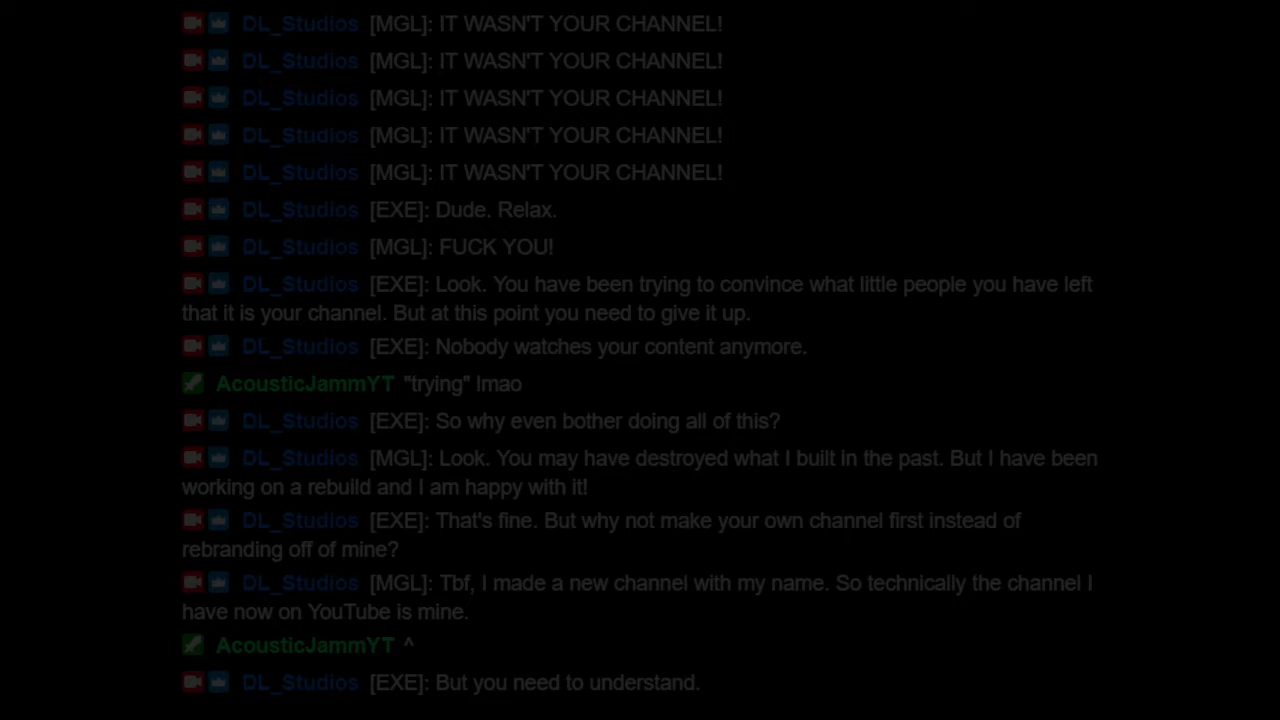 DL_Studios [MGL]: IT WASN'T YOUR CHANNEL!
DL_Studios [MGL]: IT WASN'T YOUR CHANNEL!
DL_Studios [MGL]: IT WASN'T YOUR CHANNEL!
DL_Studios [MGL]: IT WASN'T YOUR CHANNEL!
DL_Studios [MGL]: IT WASN'T YOUR CHANNEL!
DL_Studios [EXE]: Dude. Relax.
DL_Studios [MGL]: FUCK YOU!
DL_Studios [EXE]: Look. You have been trying to convince what little people you have left
that it is your channel. But at this point you need to give it up.
DL_Studios [EXE]: Nobody watches your content anymore.
AcousticJammYT "trying" lmao
DL_Studios [EXE]: So why even bother doing all of this?
DL_Studios [MGL]: Look. You may have destroyed what I built in the past. But I have been
working on a rebuild and I am happy with it!
DL_Studios [EXE]: That's fine. But why not make your own channel first instead of
rebranding off of mine?
DL_Studios [MGL]: Tbf, I made a new channel with my name. So technically the channel I
have now on YouTube is mine.
AcousticJammYT ^
DL_Studios [EXE]: But you need to understand.